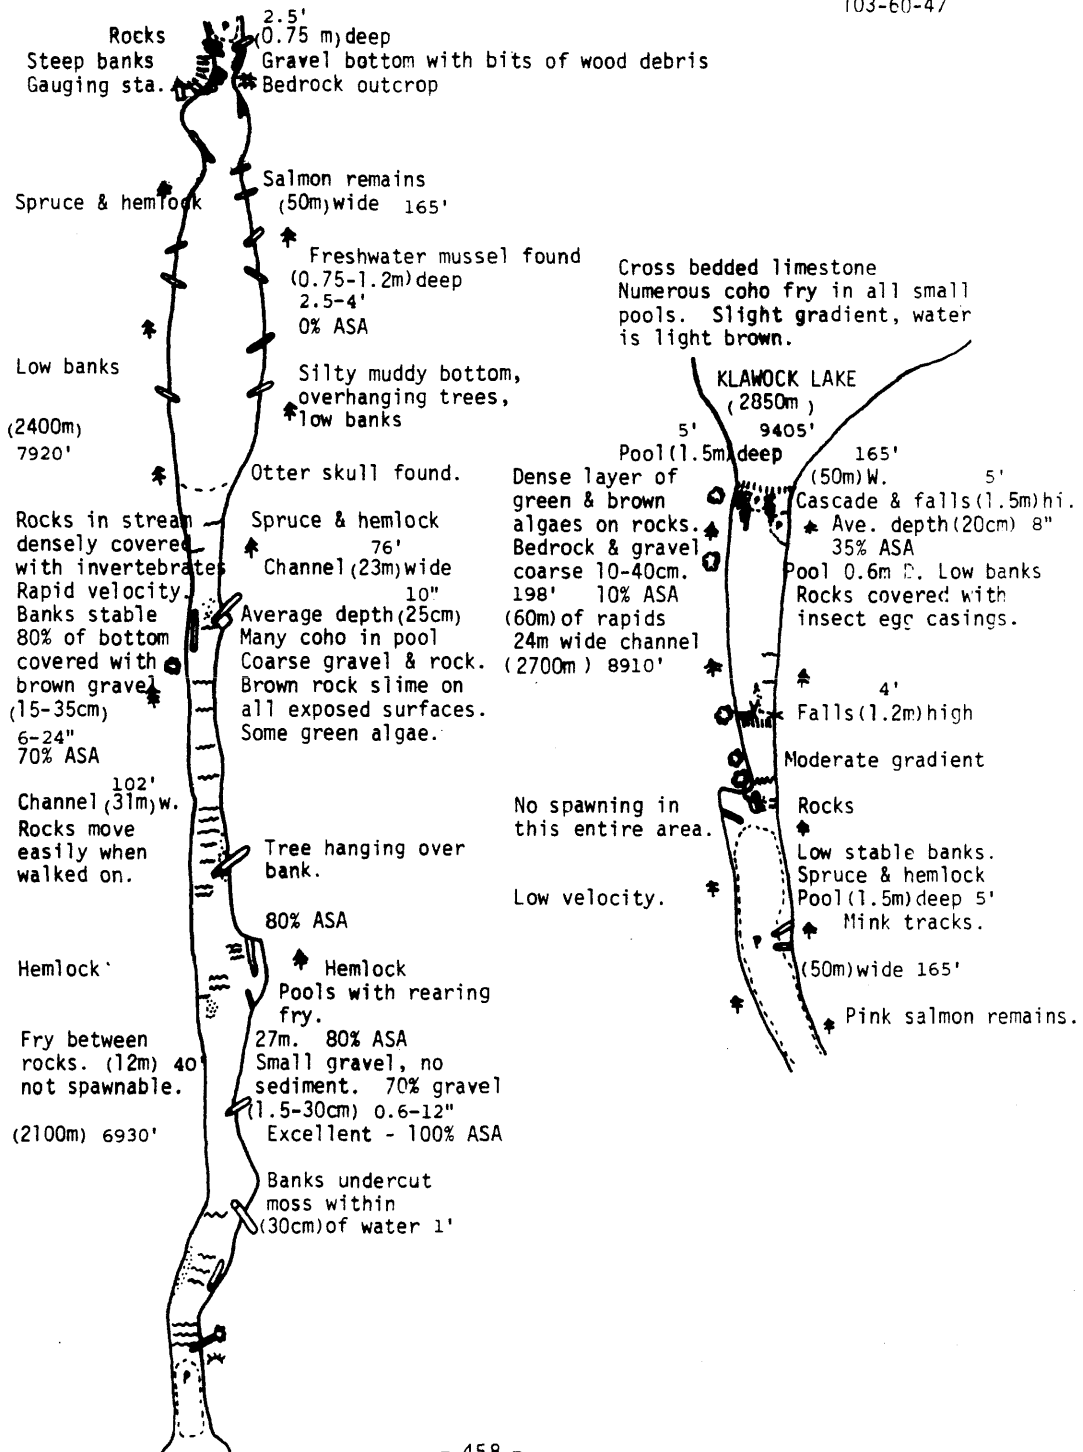 103-60-47
2.5'
Rocks
(0.75 m)deep
Steep banks
Gravel bottom with bits of wood debris
Gauging sta.
Bedrock outcrop
Salmon remains
Spruce & hemlock
(50m)wide 165'
Freshwater mussel found
(0.75-1.2m)deep
2.5-4'
0% ASA
Low banks
Silty muddy bottom,
overhanging trees,
low banks
(2400m)
7920'
Otter skull found.
Rocks in stream
densely covered
with invertebrates
Rapid velocity.
Banks stable
80% of bottom
covered with
brown gravel
(15-35cm)
6-24"
70% ASA
Spruce & hemlock
76'
Channel (23m)wide
10"
Average depth(25cm)
Many coho in pool
Coarse gravel & rock.
Brown rock slime on
all exposed surfaces.
Some green algae.
102'
Channel (31m)w.
Rocks move
easily when
walked on.
Tree hanging over
bank.
80% ASA
Hemlock
Hemlock
Pools with rearing
fry.
Fry between
rocks. (12m) 40'
not spawnable.
27m. 80% ASA
Small gravel, no
sediment. 70% gravel
(1.5-30cm) 0.6-12"
Excellent - 100% ASA
(2100m) 6930'
Banks undercut
moss within
(30cm)of water 1'
P
Cross bedded limestone
Numerous coho fry in all small
pools. Slight gradient, water
is light brown.
KLAWOCK LAKE
(2850m )
9405'
5'
Pool(1.5m)deep
165'
(50m)W.
5'
Cascade & falls(1.5m)hi.
Ave. depth(20cm) 8"
35% ASA
Pool 0.6m D. Low banks
Rocks covered with
insect egg casings.
Dense layer of
green & brown
algaes on rocks.
Bedrock & gravel
coarse 10-40cm.
198' 10% ASA
(60m)of rapids
24m wide channel
(2700m ) 8910'
4'
Falls(1.2m)high
Moderate gradient
No spawning in
this entire area.
Rocks
Low stable banks.
Spruce & hemlock
Pool(1.5m)deep 5'
Mink tracks.
Low velocity.
P
(50m)wide 165'
Pink salmon remains.
- 458 -